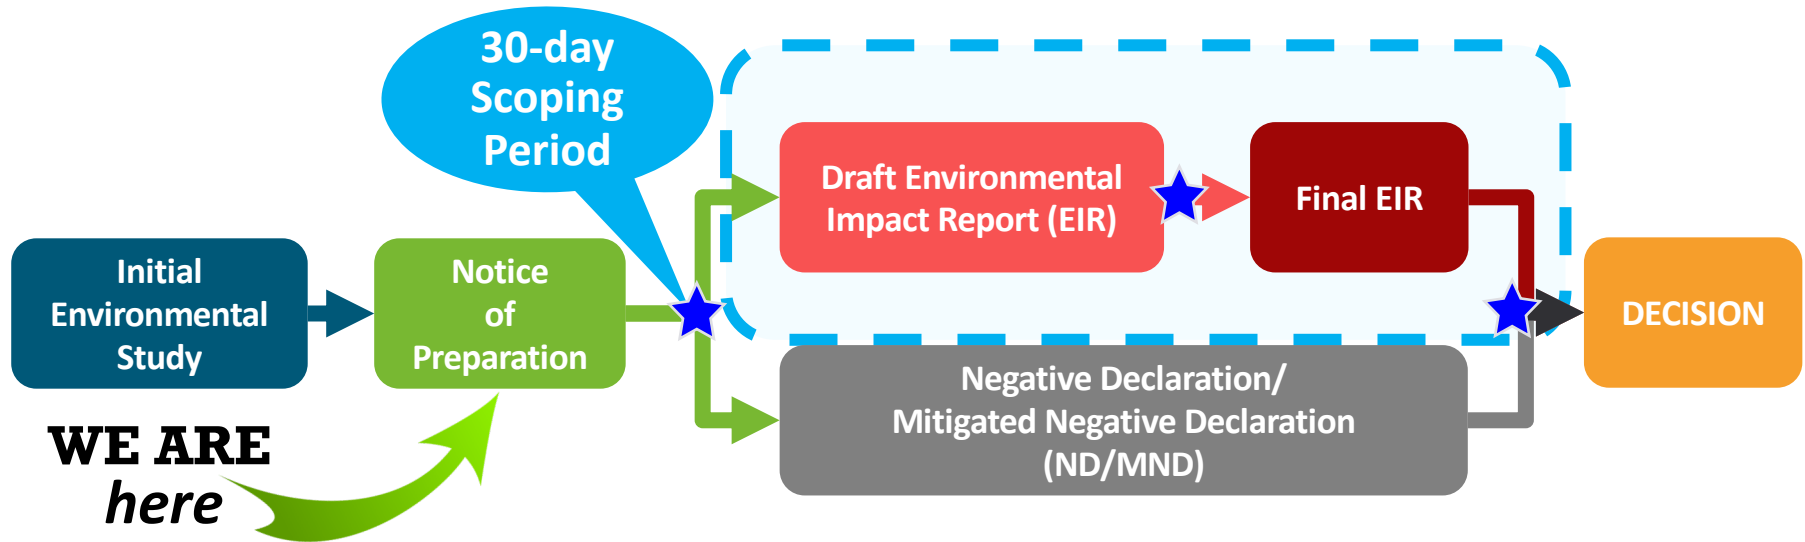 30-day
Scoping
Period
Initial
Environmental
Study
Notice
of
Preparation
Draft Environmental
Impact Report (EIR)
Final EIR
Negative Declaration/
Mitigated Negative Declaration
(ND/MND)
DECISION
WE ARE
here